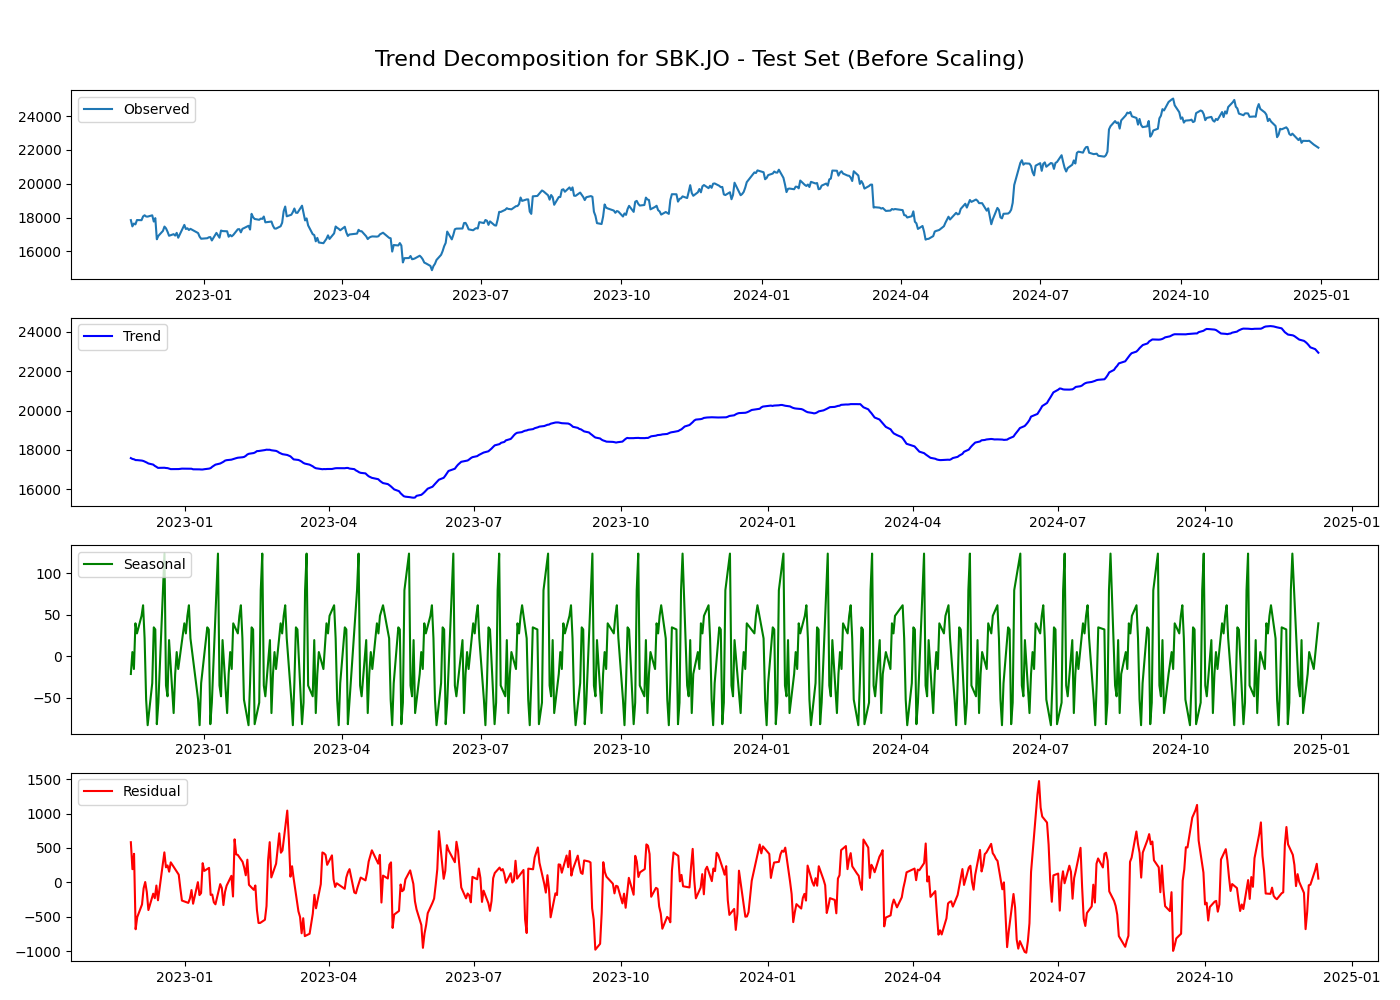 Trend Decomposition for SBK.JO - Test Set (Before Scaling)
Observed
24000
22000
20000
18000
16000
2023-01 2023-04 2023-07 2023-10 2024-01 2024-04 2024-07 2024-10 2025-01
Trend
24000
22000
20000
18000
16000
2023-01 2023-04 2023-07 2023-10 2024-01 2024-04 2024-07 2024-10 2025-01
Seasonal
100
50
0
−50
2023-01 2023-04 2023-07 2023-10 2024-01 2024-04 2024-07 2024-10 2025-01
Residual
1500
1000
500
0
−500
−1000
2023-01 2023-04 2023-07 2023-10 2024-01 2024-04 2024-07 2024-10 2025-01